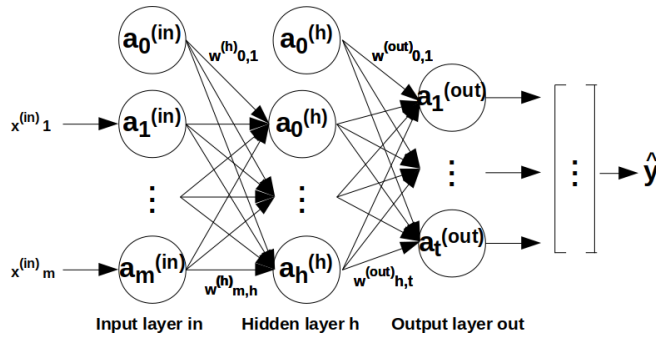 a0(in) a0(h)
w(h)0,1 w(out)0,1
x(in)1 a1(in) a0(h) a1(out)
⋮ ⋮ ⋮ ⋮ ŷ
x(in)m am(in) ah(h) at(out)
w(h)m,h w(out)h,t
Input layer in Hidden layer h Output layer out